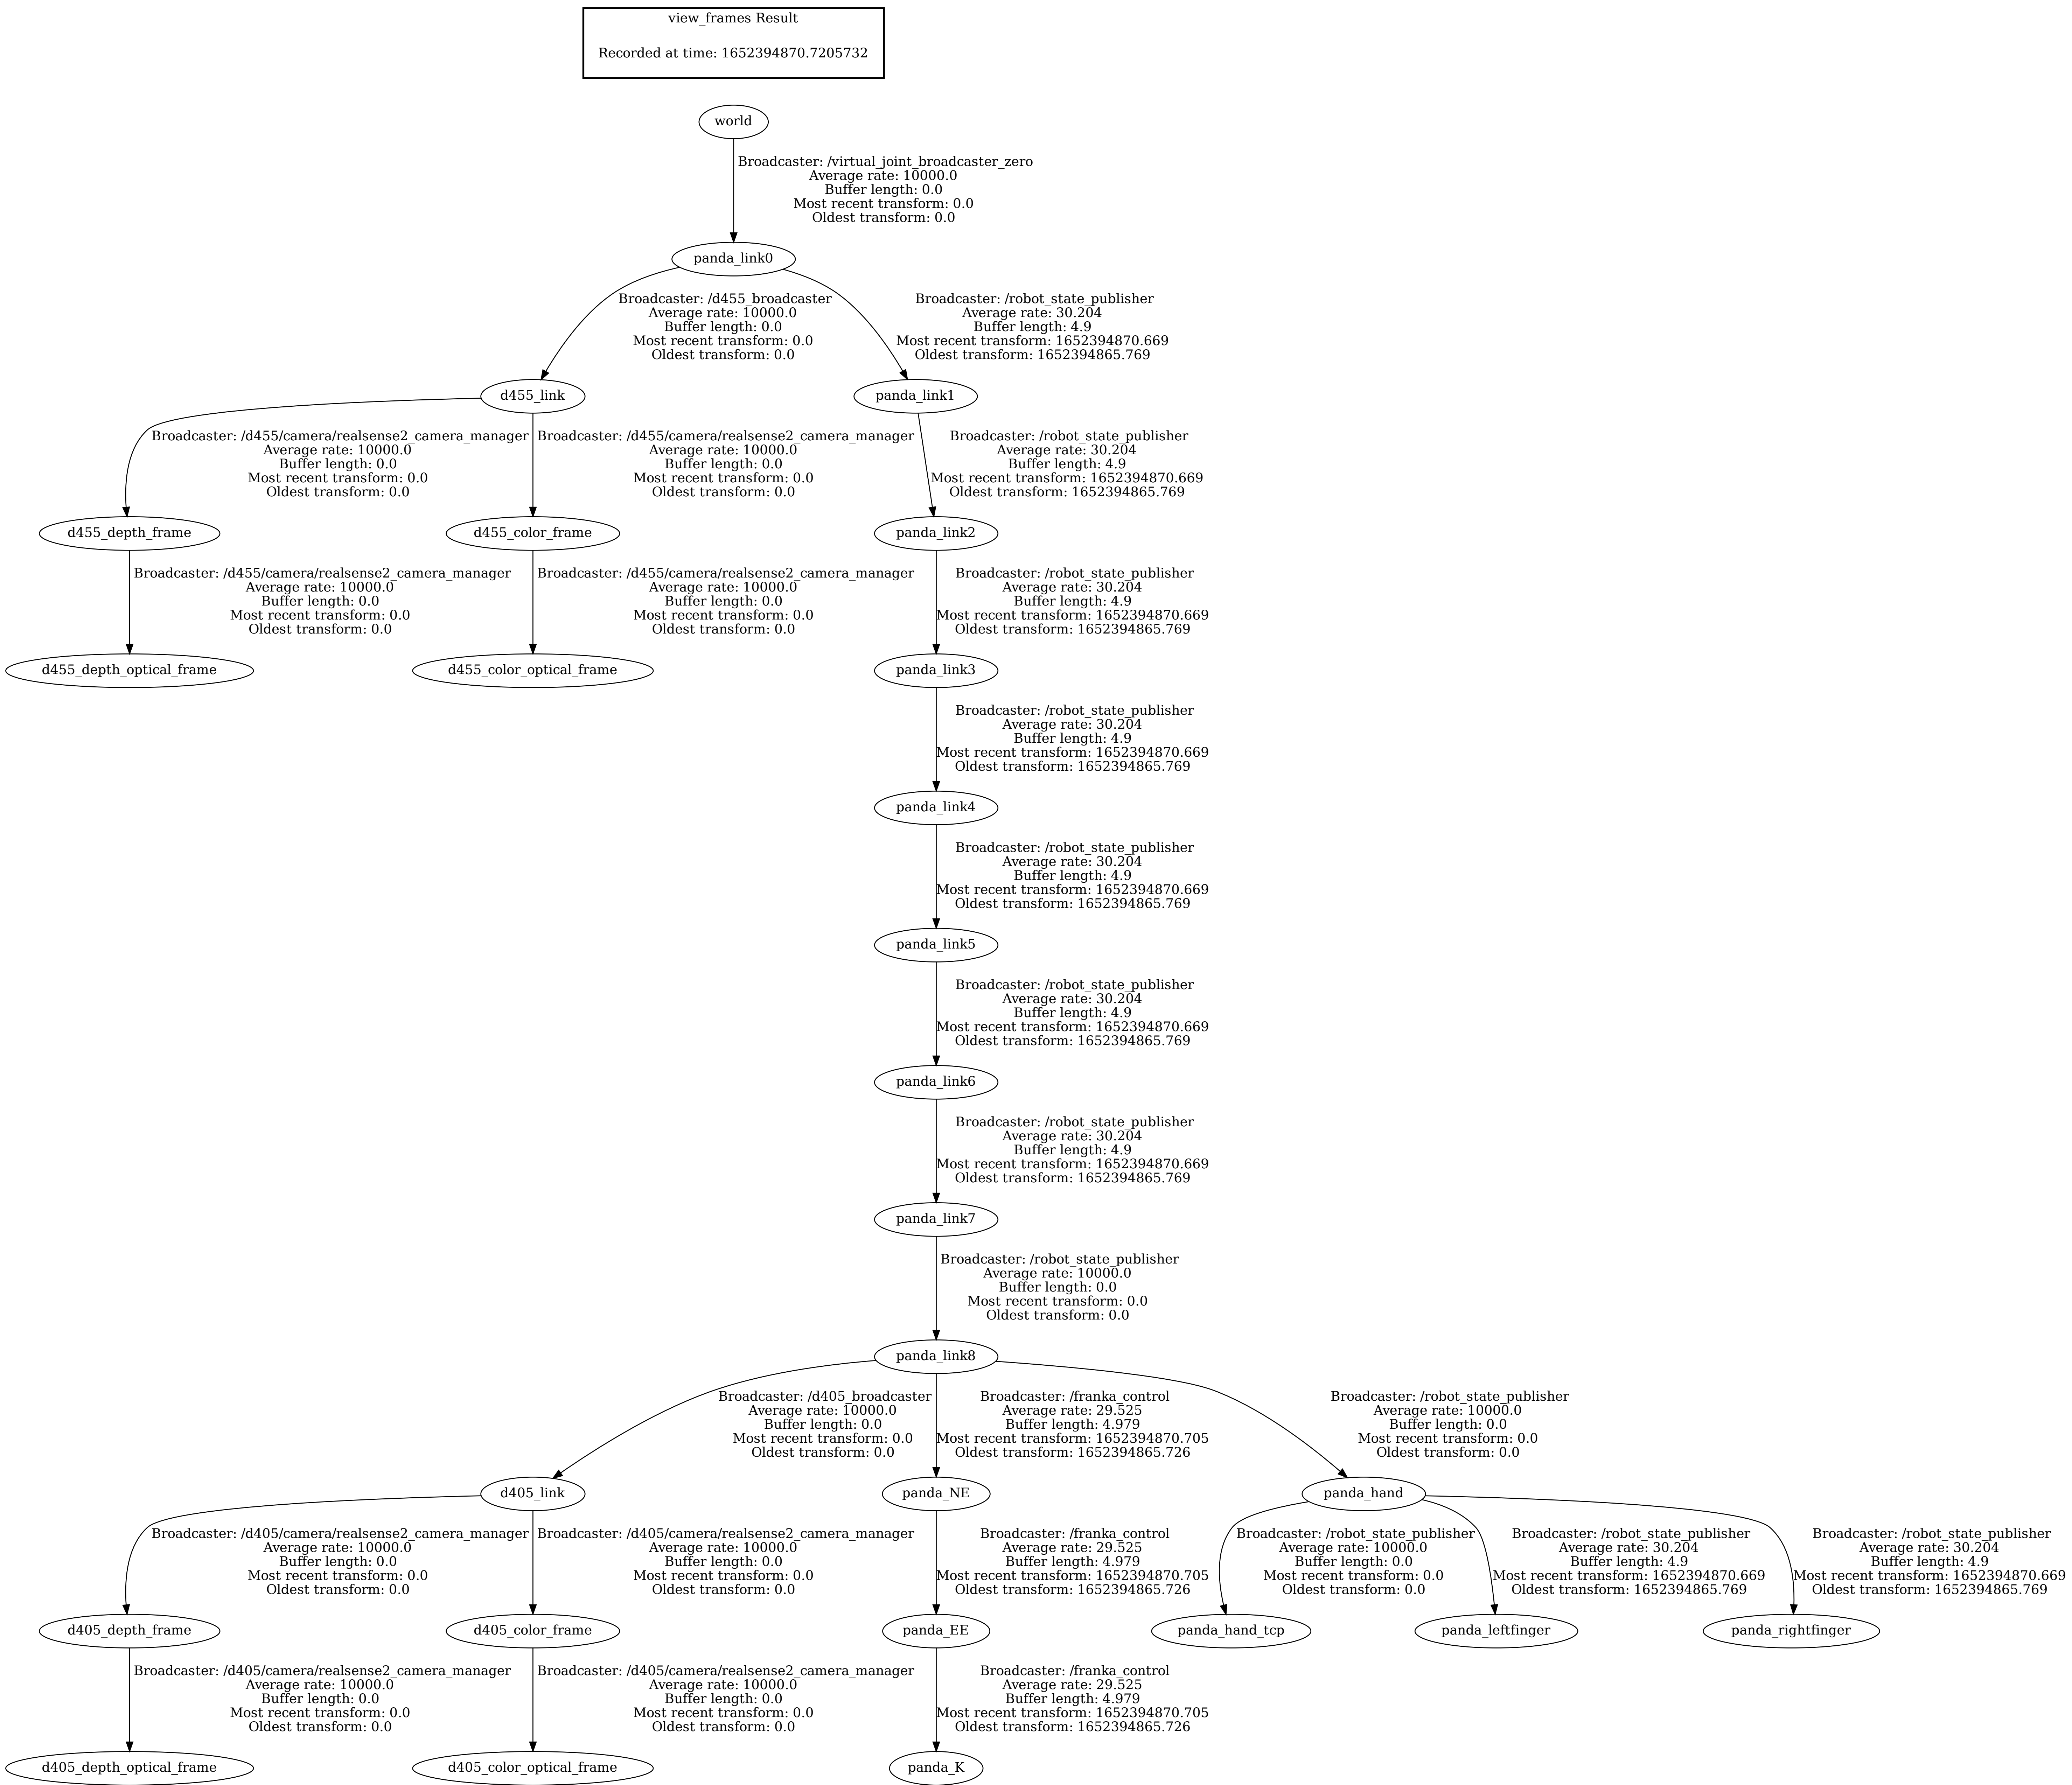 view_frames Result
Recorded at time: 1652394870.7205732
world
Broadcaster: /virtual_joint_broadcaster_zero
Average rate: 10000.0
Buffer length: 0.0
Most recent transform: 0.0
Oldest transform: 0.0
panda_link0
Broadcaster: /d455_broadcaster
Average rate: 10000.0
Buffer length: 0.0
Most recent transform: 0.0
Oldest transform: 0.0
Broadcaster: /robot_state_publisher
Average rate: 30.204
Buffer length: 4.9
Most recent transform: 1652394870.669
Oldest transform: 1652394865.769
d455_link
panda_link1
Broadcaster: /d455/camera/realsense2_camera_manager
Average rate: 10000.0
Buffer length: 0.0
Most recent transform: 0.0
Oldest transform: 0.0
Broadcaster: /d455/camera/realsense2_camera_manager
Average rate: 10000.0
Buffer length: 0.0
Most recent transform: 0.0
Oldest transform: 0.0
Broadcaster: /robot_state_publisher
Average rate: 30.204
Buffer length: 4.9
Most recent transform: 1652394870.669
Oldest transform: 1652394865.769
d455_depth_frame
d455_color_frame
panda_link2
Broadcaster: /d455/camera/realsense2_camera_manager
Average rate: 10000.0
Buffer length: 0.0
Most recent transform: 0.0
Oldest transform: 0.0
Broadcaster: /d455/camera/realsense2_camera_manager
Average rate: 10000.0
Buffer length: 0.0
Most recent transform: 0.0
Oldest transform: 0.0
Broadcaster: /robot_state_publisher
Average rate: 30.204
Buffer length: 4.9
Most recent transform: 1652394870.669
Oldest transform: 1652394865.769
d455_depth_optical_frame
d455_color_optical_frame
panda_link3
Broadcaster: /robot_state_publisher
Average rate: 30.204
Buffer length: 4.9
Most recent transform: 1652394870.669
Oldest transform: 1652394865.769
panda_link4
Broadcaster: /robot_state_publisher
Average rate: 30.204
Buffer length: 4.9
Most recent transform: 1652394870.669
Oldest transform: 1652394865.769
panda_link5
Broadcaster: /robot_state_publisher
Average rate: 30.204
Buffer length: 4.9
Most recent transform: 1652394870.669
Oldest transform: 1652394865.769
panda_link6
Broadcaster: /robot_state_publisher
Average rate: 30.204
Buffer length: 4.9
Most recent transform: 1652394870.669
Oldest transform: 1652394865.769
panda_link7
Broadcaster: /robot_state_publisher
Average rate: 10000.0
Buffer length: 0.0
Most recent transform: 0.0
Oldest transform: 0.0
panda_link8
Broadcaster: /d405_broadcaster
Average rate: 10000.0
Buffer length: 0.0
Most recent transform: 0.0
Oldest transform: 0.0
Broadcaster: /franka_control
Average rate: 29.525
Buffer length: 4.979
Most recent transform: 1652394870.705
Oldest transform: 1652394865.726
Broadcaster: /robot_state_publisher
Average rate: 10000.0
Buffer length: 0.0
Most recent transform: 0.0
Oldest transform: 0.0
d405_link
panda_NE
panda_hand
Broadcaster: /d405/camera/realsense2_camera_manager
Average rate: 10000.0
Buffer length: 0.0
Most recent transform: 0.0
Oldest transform: 0.0
Broadcaster: /d405/camera/realsense2_camera_manager
Average rate: 10000.0
Buffer length: 0.0
Most recent transform: 0.0
Oldest transform: 0.0
Broadcaster: /franka_control
Average rate: 29.525
Buffer length: 4.979
Most recent transform: 1652394870.705
Oldest transform: 1652394865.726
Broadcaster: /robot_state_publisher
Average rate: 10000.0
Buffer length: 0.0
Most recent transform: 0.0
Oldest transform: 0.0
Broadcaster: /robot_state_publisher
Average rate: 30.204
Buffer length: 4.9
Most recent transform: 1652394870.669
Oldest transform: 1652394865.769
Broadcaster: /robot_state_publisher
Average rate: 30.204
Buffer length: 4.9
Most recent transform: 1652394870.669
Oldest transform: 1652394865.769
d405_depth_frame
d405_color_frame
panda_EE
panda_hand_tcp
panda_leftfinger
panda_rightfinger
Broadcaster: /d405/camera/realsense2_camera_manager
Average rate: 10000.0
Buffer length: 0.0
Most recent transform: 0.0
Oldest transform: 0.0
Broadcaster: /d405/camera/realsense2_camera_manager
Average rate: 10000.0
Buffer length: 0.0
Most recent transform: 0.0
Oldest transform: 0.0
Broadcaster: /franka_control
Average rate: 29.525
Buffer length: 4.979
Most recent transform: 1652394870.705
Oldest transform: 1652394865.726
d405_depth_optical_frame
d405_color_optical_frame
panda_K